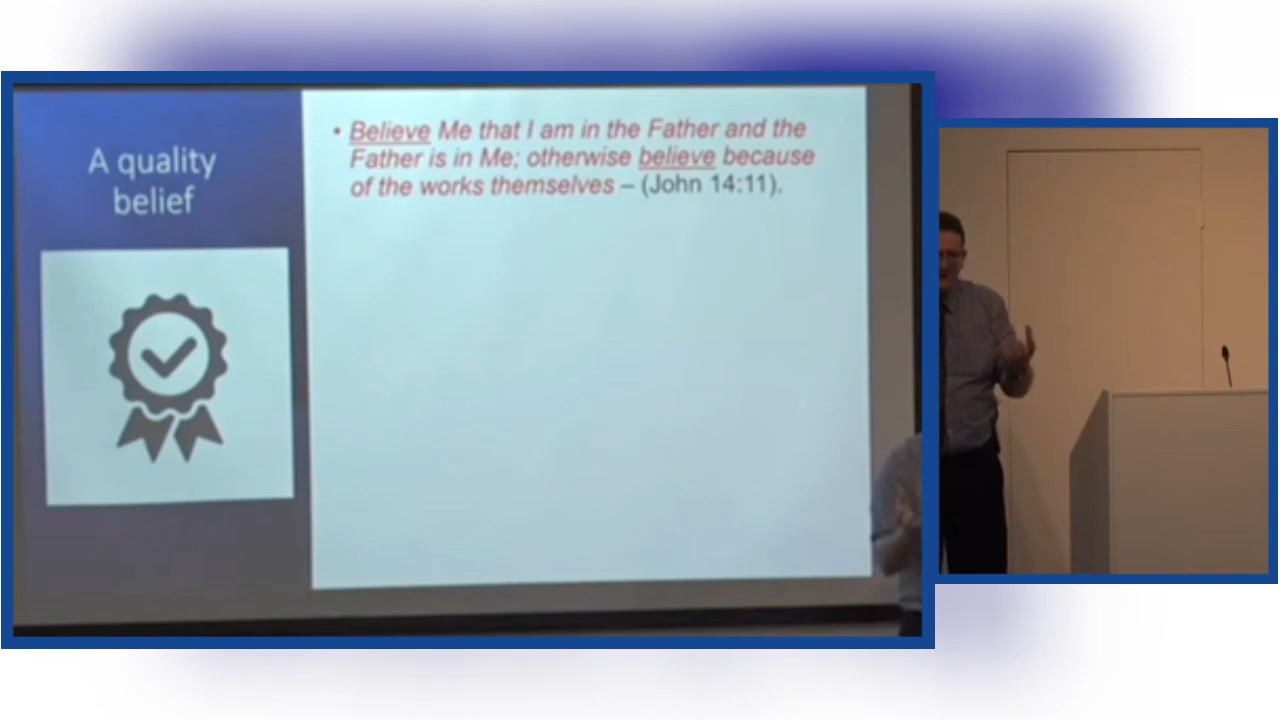 A quality
belief
• Believe Me that I am in the Father and the
Father is in Me; otherwise believe because
of the works themselves – (John 14:11).